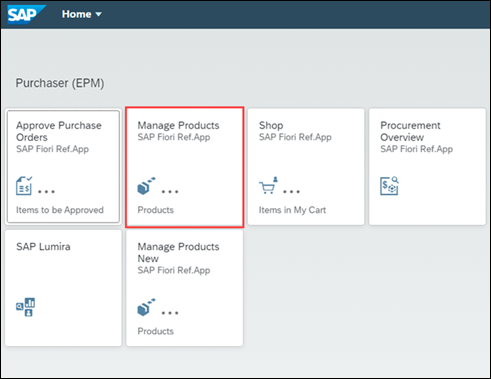 SAP Home
Purchaser (EPM)
Approve Purchase
Orders
SAP Fiori Ref.App
...
Items to be Approved
Manage Products
SAP Fiori Ref.App
...
Products
Shop
SAP Fiori Ref.App
...
Items in My Cart
Procurement
Overview
SAP Fiori Ref.App
SAP Lumira
Manage Products
New
SAP Fiori Ref.App
...
Products